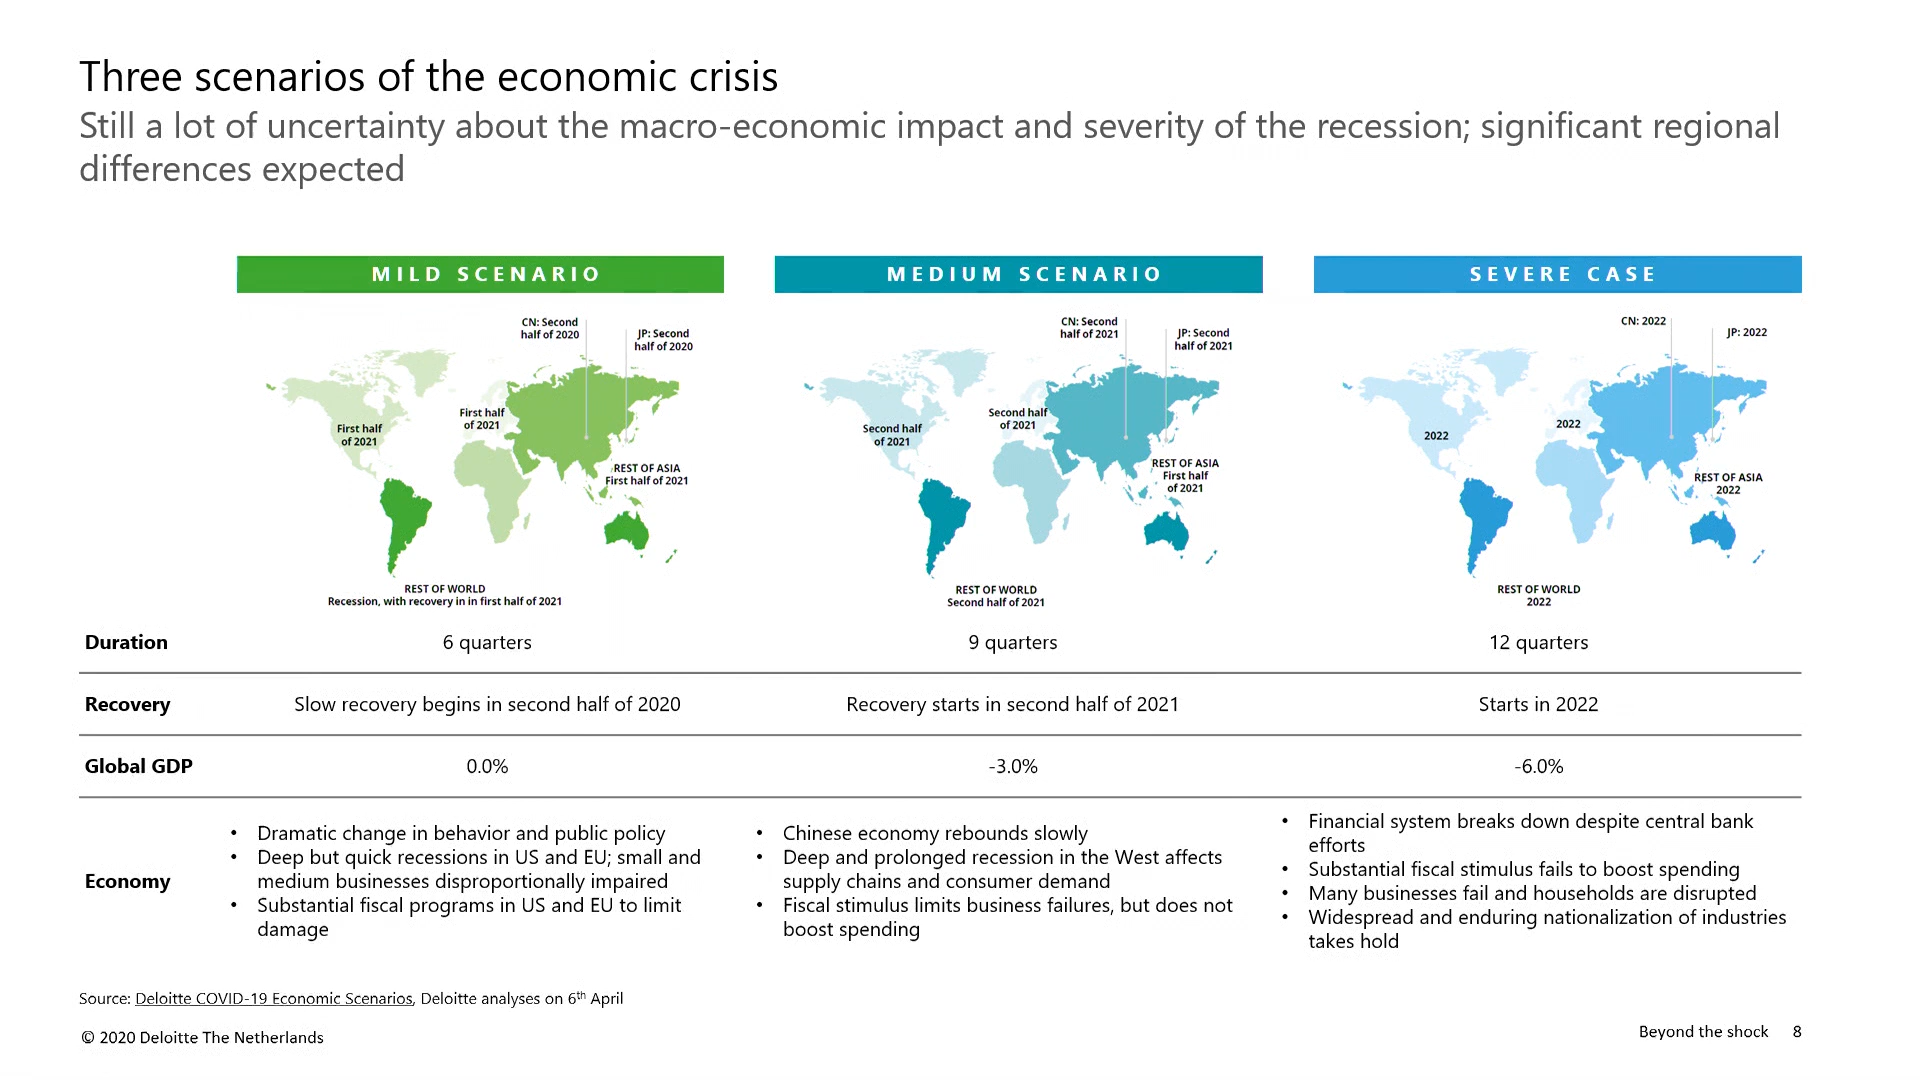 Three scenarios of the economic crisis
Still a lot of uncertainty about the macro-economic impact and severity of the recession; significant regional
differences expected
MILD SCENARIO
CN: Second
half of 2020
JP: Second
half of 2020
First half
of 2021
First half
of 2021
REST OF ASIA
First half of 2021
REST OF WORLD
Recession, with recovery in in first half of 2021
MEDIUM SCENARIO
CN: Second
half of 2021
JP: Second
half of 2021
Second half
of 2021
Second half
of 2021
REST OF ASIA
First half
of 2021
REST OF WORLD
Second half of 2021
SEVERE CASE
CN: 2022
JP: 2022
2022
2022
REST OF ASIA
2022
REST OF WORLD
2022
Duration
6 quarters
9 quarters
12 quarters
Recovery
Slow recovery begins in second half of 2020
Recovery starts in second half of 2021
Starts in 2022
Global GDP
0.0%
-3.0%
-6.0%
Economy
• Dramatic change in behavior and public policy
• Deep but quick recessions in US and EU; small and
medium businesses disproportionally impaired
• Substantial fiscal programs in US and EU to limit
damage
• Chinese economy rebounds slowly
• Deep and prolonged recession in the West affects
supply chains and consumer demand
• Fiscal stimulus limits business failures, but does not
boost spending
• Financial system breaks down despite central bank
efforts
• Substantial fiscal stimulus fails to boost spending
• Many businesses fail and households are disrupted
• Widespread and enduring nationalization of industries
takes hold
Source: Deloitte COVID-19 Economic Scenarios, Deloitte analyses on 6th April
© 2020 Deloitte The Netherlands
Beyond the shock 8